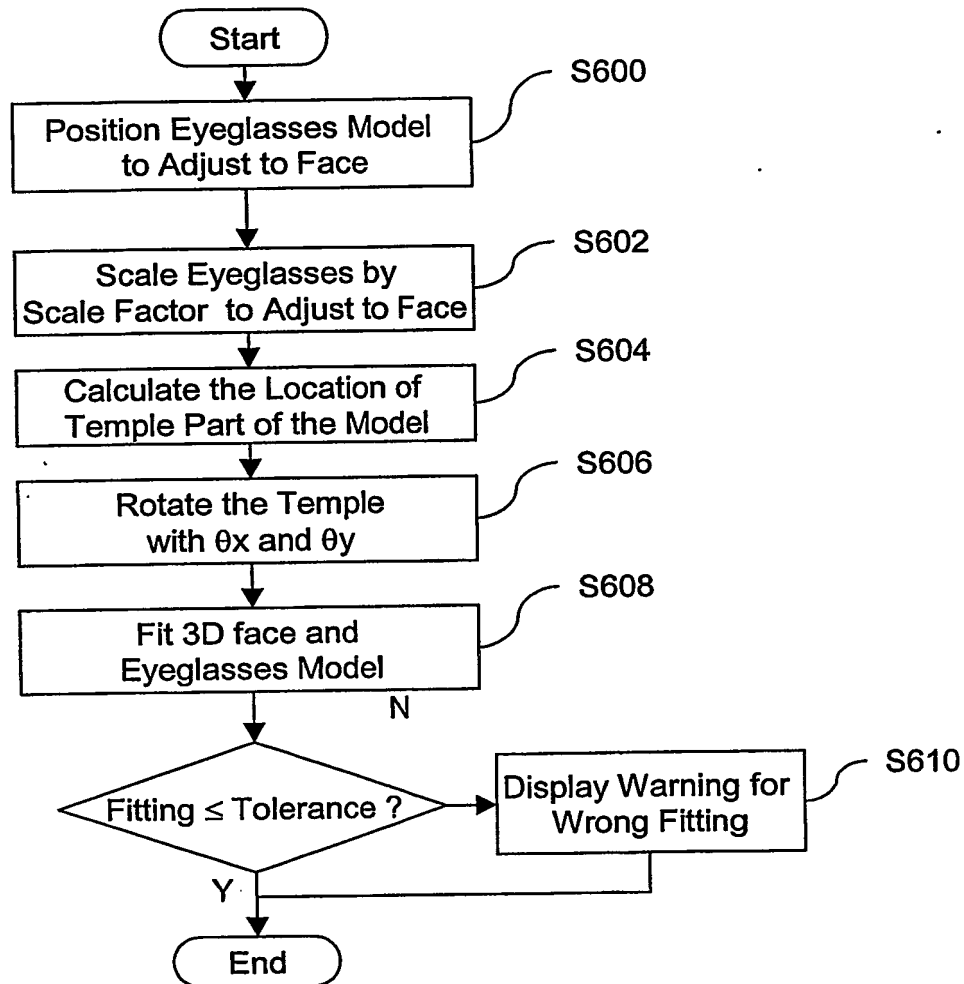 Start
S600
Position Eyeglasses Model
to Adjust to Face
S602
Scale Eyeglasses by
Scale Factor to Adjust to Face
S604
Calculate the Location of
Temple Part of the Model
S606
Rotate the Temple
with θx and θy
S608
Fit 3D face and
Eyeglasses Model
N
S610
Fitting ≤ Tolerance ?
Display Warning for
Wrong Fitting
Y
End